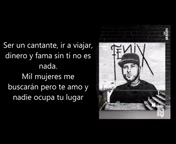 Ser un cantante, ir a viajar,
dinero y fama sin ti no es
nada.
Mil mujeres me
buscarán pero te amo y
nadie ocupa tu lugar
FENIX